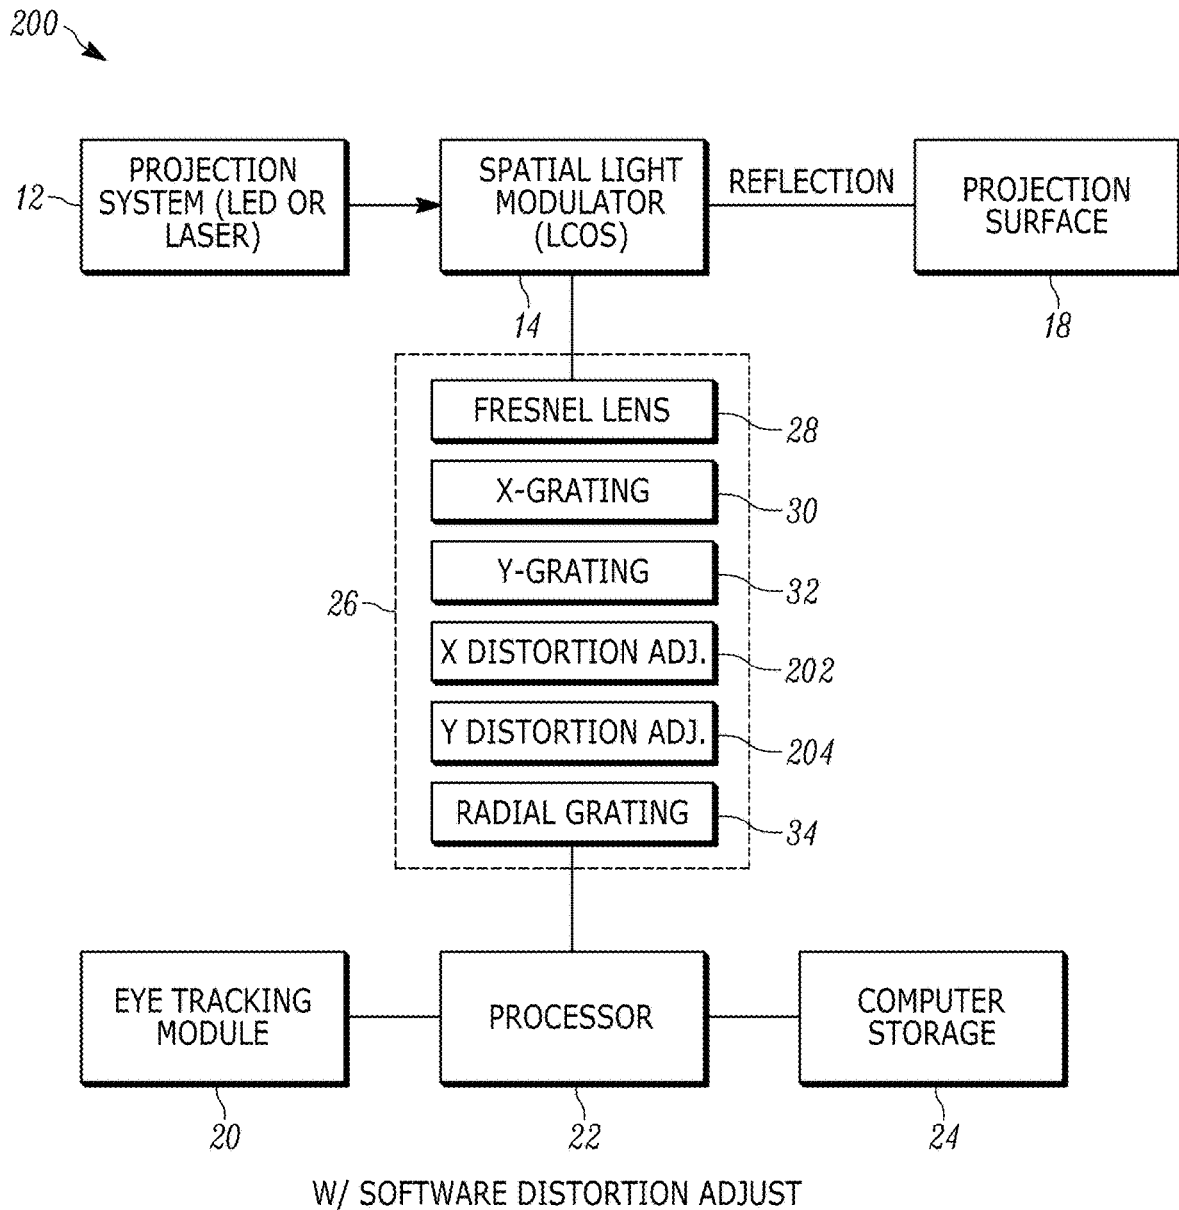 200
PROJECTION
SYSTEM (LED OR
LASER)
12
SPATIAL LIGHT
MODULATOR
(LCOS)
14
REFLECTION
PROJECTION
SURFACE
18
26
FRESNEL LENS
28
X-GRATING
30
Y-GRATING
32
X DISTORTION ADJ.
202
Y DISTORTION ADJ.
204
RADIAL GRATING
34
EYE TRACKING
MODULE
20
PROCESSOR
22
COMPUTER
STORAGE
24
W/ SOFTWARE DISTORTION ADJUST